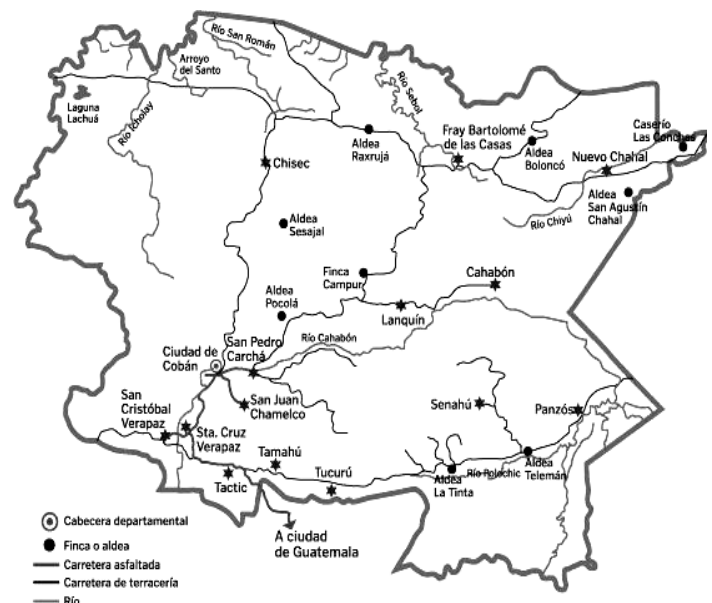 Río San Román
Arroyo
del Santo
Laguna
Lachuá
Río Icholay
Río Sebol
Chisec
Aldea
Raxrujá
Fray Bartolomé
de las Casas
Aldea
Boloncó
Caserío
Las Conchas
Nuevo Chahal
Aldea
San Agustín
Chahal
Río Chiyú
Aldea
Sesajal
Finca
Campur
Cahabón
Aldea
Pocolá
Lanquín
Río Cahabón
San Pedro
Carchá
Ciudad de
Cobán
San
Cristóbal
Verapaz
San Juan
Chamelco
Senahú
Panzós
Sta. Cruz
Verapaz
Tamahú
Tactic
Tucurú
Aldea
La Tinta
Río Polochic
Aldea
Telemán
A ciudad
de Guatemala
Cabecera departamental
Finca o aldea
Carretera asfaltada
Carretera de terracería
Río